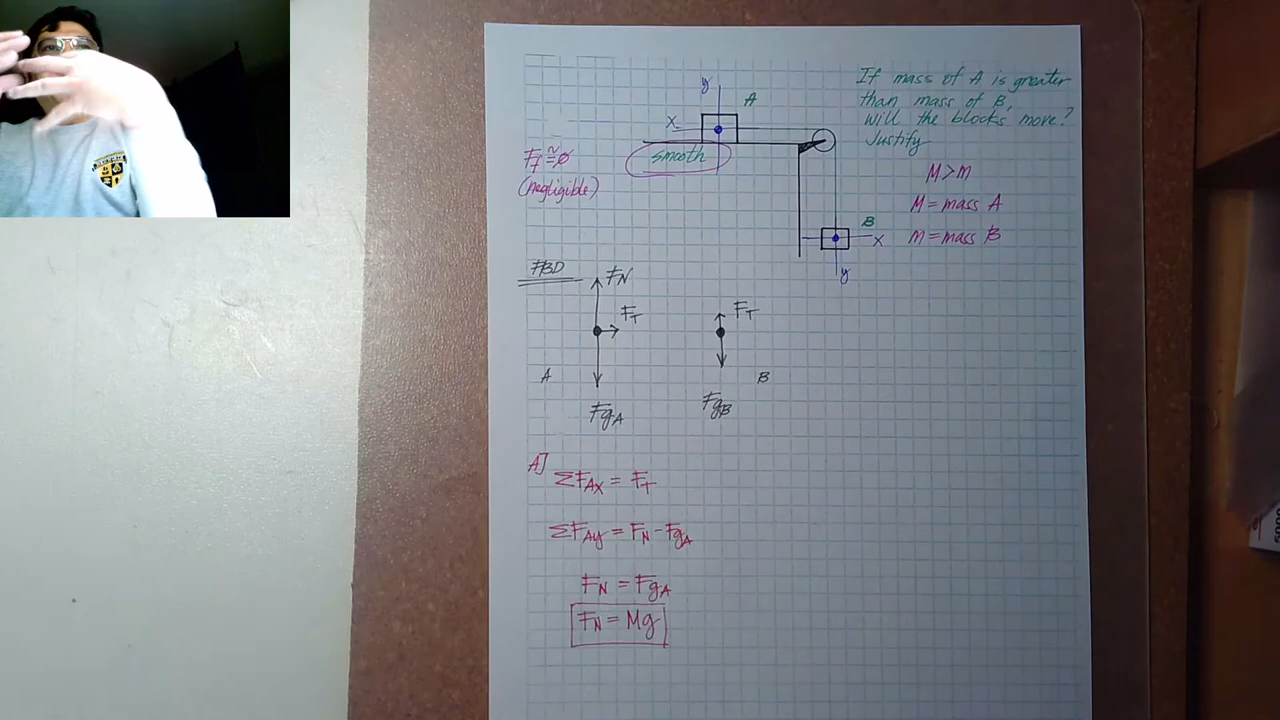 y
A
x
smooth
Ff ≈ 0
(negligible)
If mass of A is greater
than mass of B,
will the blocks move?
Justify
M > m
M = mass A
m = mass B
B
x
y
FBD
FN
FT
A
FgA
FT
B
FgB
A]
ΣFAx = FT
ΣFAy = FN - FgA
FN = FgA
FN = Mg